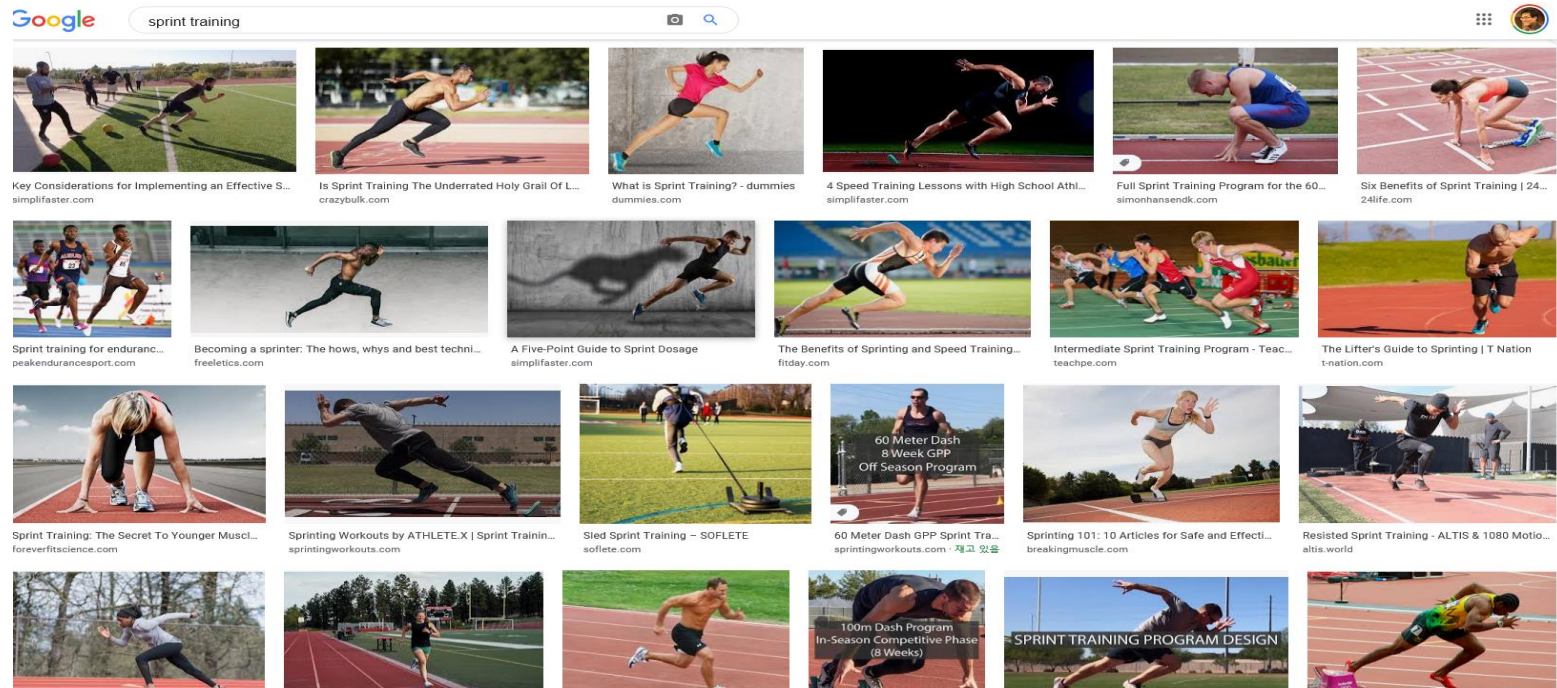 Google
sprint training
Key Considerations for Implementing an Effective S...
simplifaster.com
Is Sprint Training The Underrated Holy Grail Of L...
crazybulk.com
What is Sprint Training? - dummies
dummies.com
4 Speed Training Lessons with High School Athl...
simplifaster.com
Full Sprint Training Program for the 60...
simonhansendk.com
Six Benefits of Sprint Training | 24...
24life.com
Sprint training for enduranc...
peakendurancesport.com
Becoming a sprinter: The hows, whys and best techni...
freeletics.com
A Five-Point Guide to Sprint Dosage
simplifaster.com
The Benefits of Sprinting and Speed Training...
fitday.com
Intermediate Sprint Training Program - Teac...
teachpe.com
The Lifter's Guide to Sprinting | T Nation
t-nation.com
Sprint Training: The Secret To Younger Muscl...
foreverfitscience.com
Sprinting Workouts by ATHLETE.X | Sprint Trainin...
sprintingworkouts.com
Sled Sprint Training – SOFLETE
soflete.com
60 Meter Dash
8 Week GPP
Off Season Program
60 Meter Dash GPP Sprint Tra...
sprintingworkouts.com · 재고 있음
Sprinting 101: 10 Articles for Safe and Effecti...
breakingmuscle.com
Resisted Sprint Training - ALTIS & 1080 Motio...
altis.world
100m Dash Program
In-Season Competitive Phase
(8 Weeks)
SPRINT TRAINING PROGRAM DESIGN